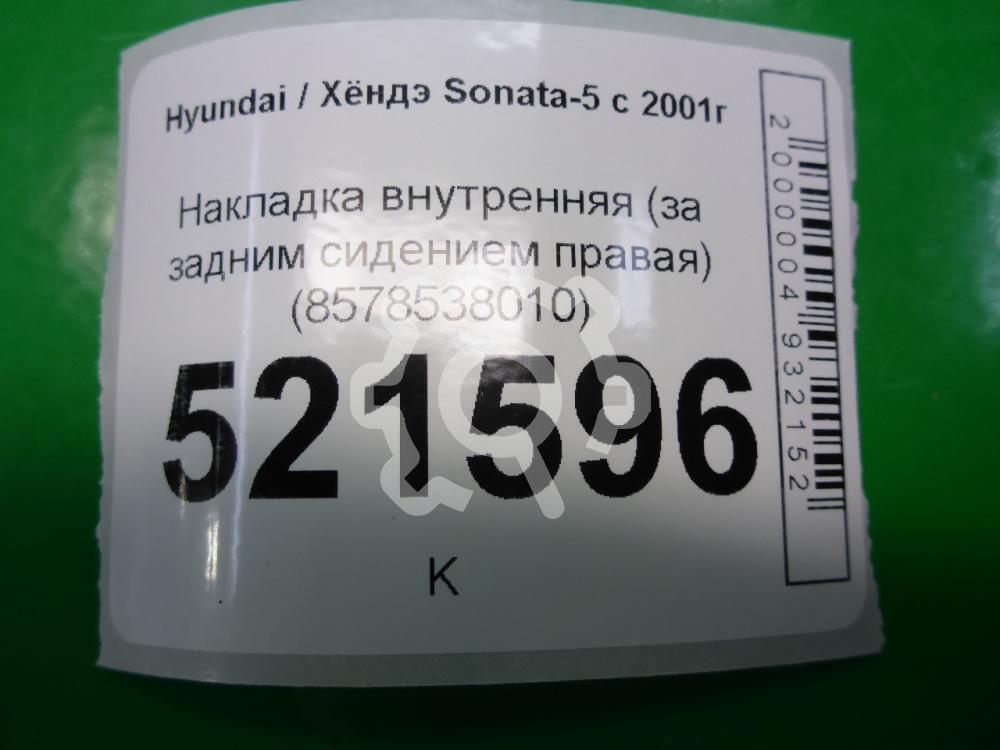 Hyundai / Хёндэ Sonata-5 с 2001г
Накладка внутренняя (за
задним сидением правая)
(8578538010)
521596
К
2000004932152